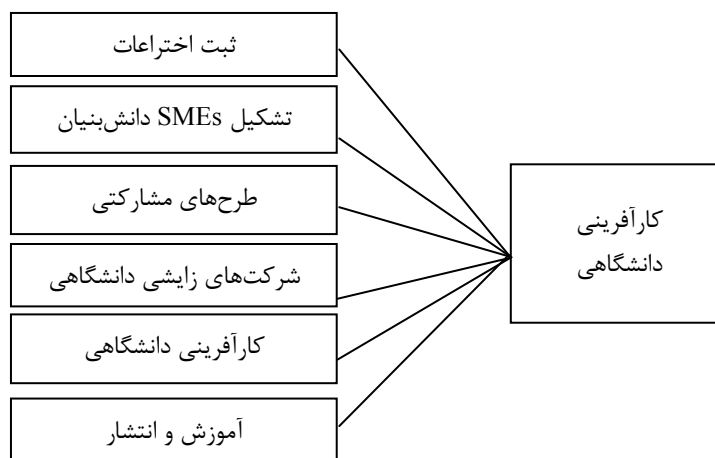 ثبت اختراعات
تشکیل SMEs دانش‌بنیان
طرح‌های مشارکتی
شرکت‌های زایشی دانشگاهی
کارآفرینی دانشگاهی
آموزش و انتشار
کارآفرینی
دانشگاهی